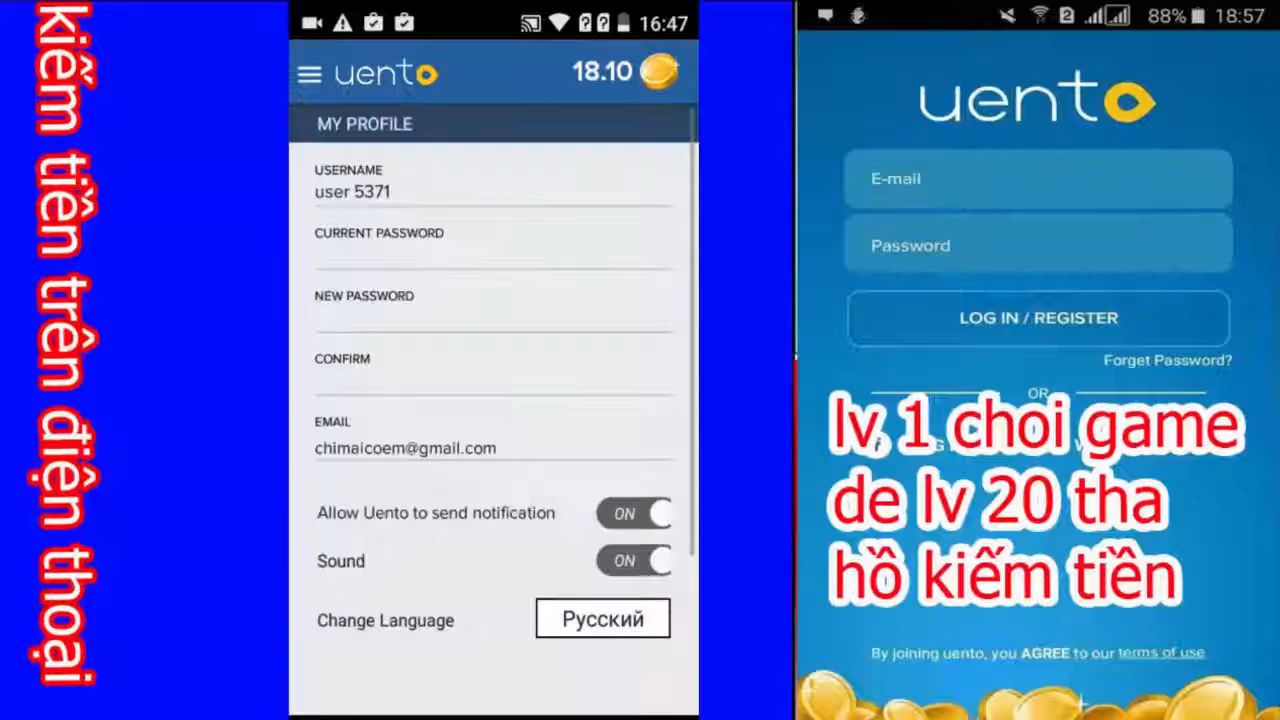 kiếm tiền trên điện thoại
16:47
uento
18.10
MY PROFILE
USERNAME
user 5371
CURRENT PASSWORD
NEW PASSWORD
CONFIRM
EMAIL
chimaicoem@gmail.com
Allow Uento to send notification
ON
Sound
ON
Change Language
Русский
2
88%
18:57
uento
E-mail
Password
LOG IN / REGISTER
Forget Password?
OR
lv 1 choi game
de lv 20 tha
hồ kiếm tiền
By joining uento, you AGREE to our terms of use